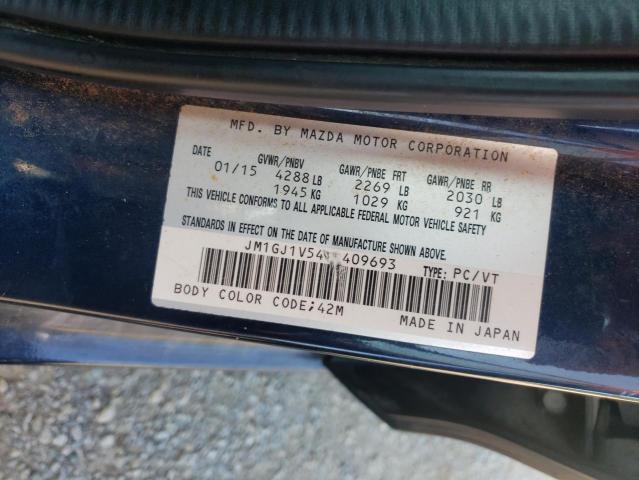 MFD. BY MAZDA MOTOR CORPORATION
DATE GVWR/PNBV GAWR/PNBE FRT GAWR/PNBE RR
01/15 4288 LB 2269 LB 2030 LB
1945 KG 1029 KG 921 KG
THIS VEHICLE CONFORMS TO ALL APPLICABLE FEDERAL MOTOR VEHICLE SAFETY
STANDARDS IN EFFECT ON THE DATE OF MANUFACTURE SHOWN ABOVE.
409693 TYPE: PC/VT
BODY COLOR CODE;42M MADE IN JAPAN